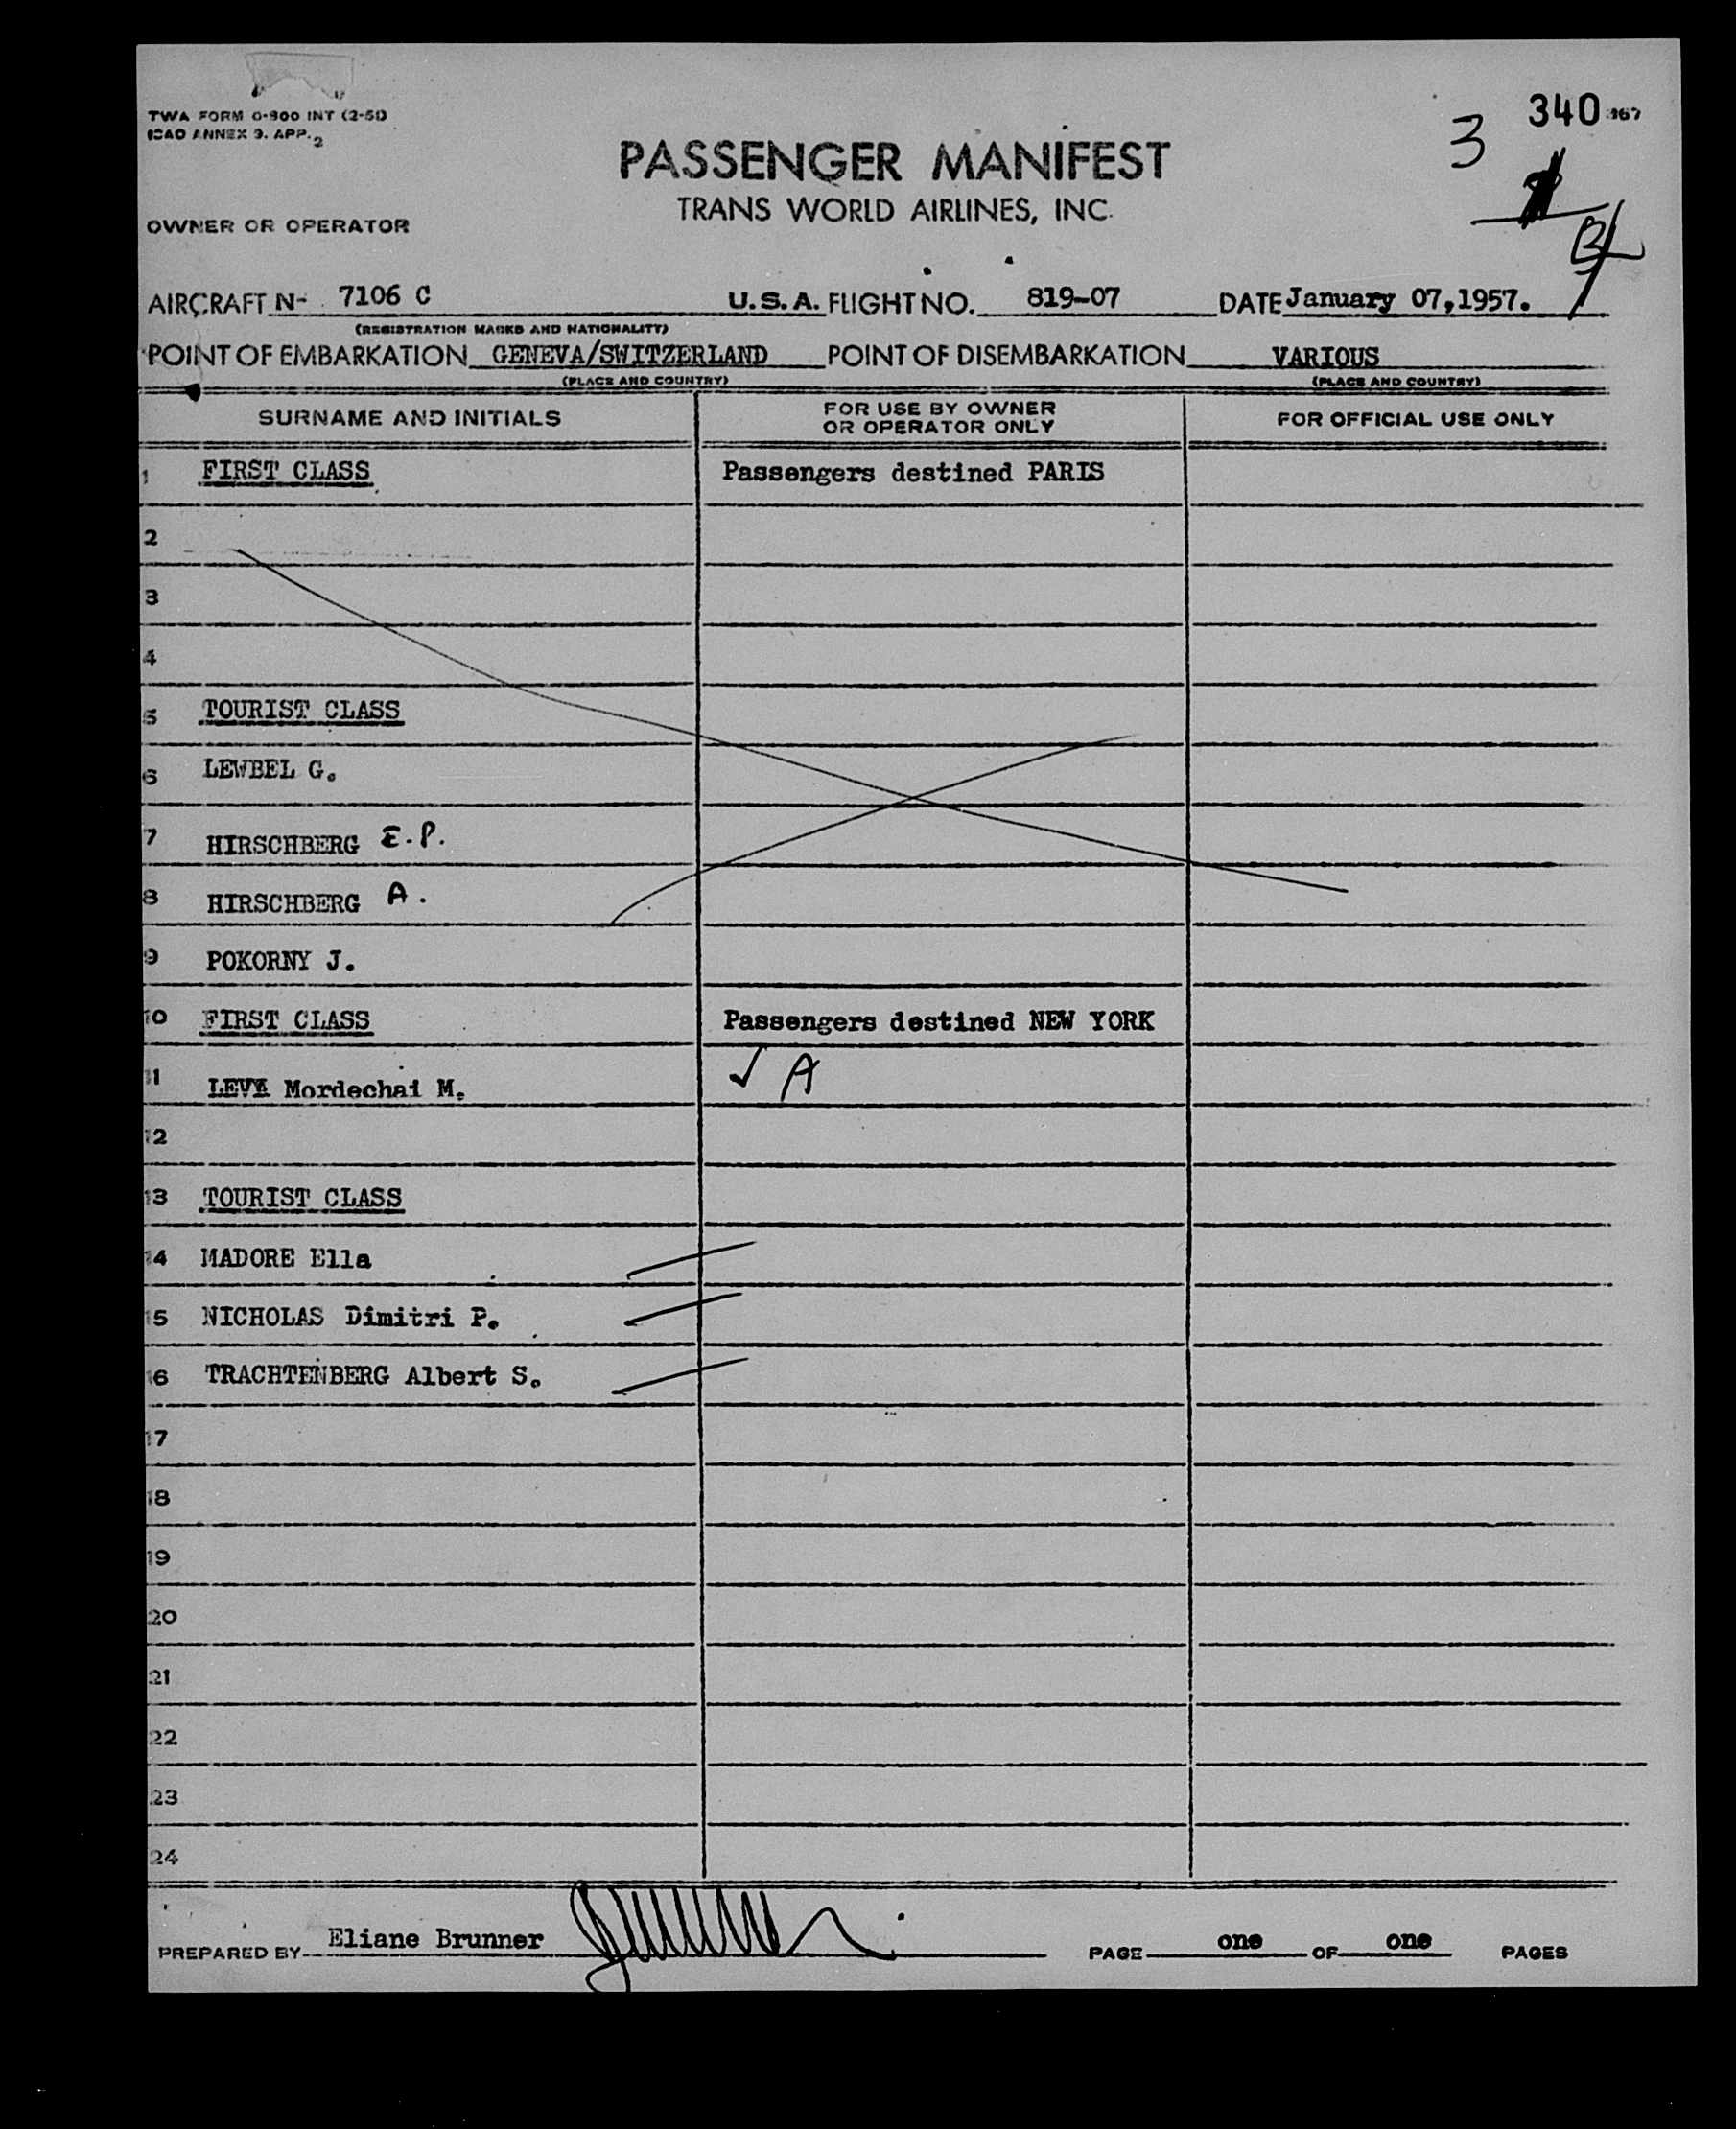 TWA FORM O-800 INT (2-51)
ICAO ANNEX 9. APP. 2
340
3
PASSENGER MANIFEST
TRANS WORLD AIRLINES, INC.
OWNER OR OPERATOR
AIRCRAFT N- 7106 C U.S.A. FLIGHT NO. 819-07 DATE January 07,1957.
(REGISTRATION MARKS AND NATIONALITY)
POINT OF EMBARKATION GENEVA/SWITZERLAND POINT OF DISEMBARKATION VARIOUS
(PLACE AND COUNTRY) (PLACE AND COUNTRY)
SURNAME AND INITIALS FOR USE BY OWNER OR OPERATOR ONLY FOR OFFICIAL USE ONLY
1 FIRST CLASS Passengers destined PARIS
2
3
4
5 TOURIST CLASS
6 LEWBEL G.
7 HIRSCHBERG E.P.
8 HIRSCHBERG A.
9 POKORNY J.
10 FIRST CLASS Passengers destined NEW YORK
11 Mordechai M. ✓ A
12
13 TOURIST CLASS
14 MADORE Ella
15 NICHOLAS Dimitri P.
16 TRACHTENBERG Albert S.
17
18
19
20
21
22
23
24
PREPARED BY Eliane Brunner PAGE one OF one PAGES